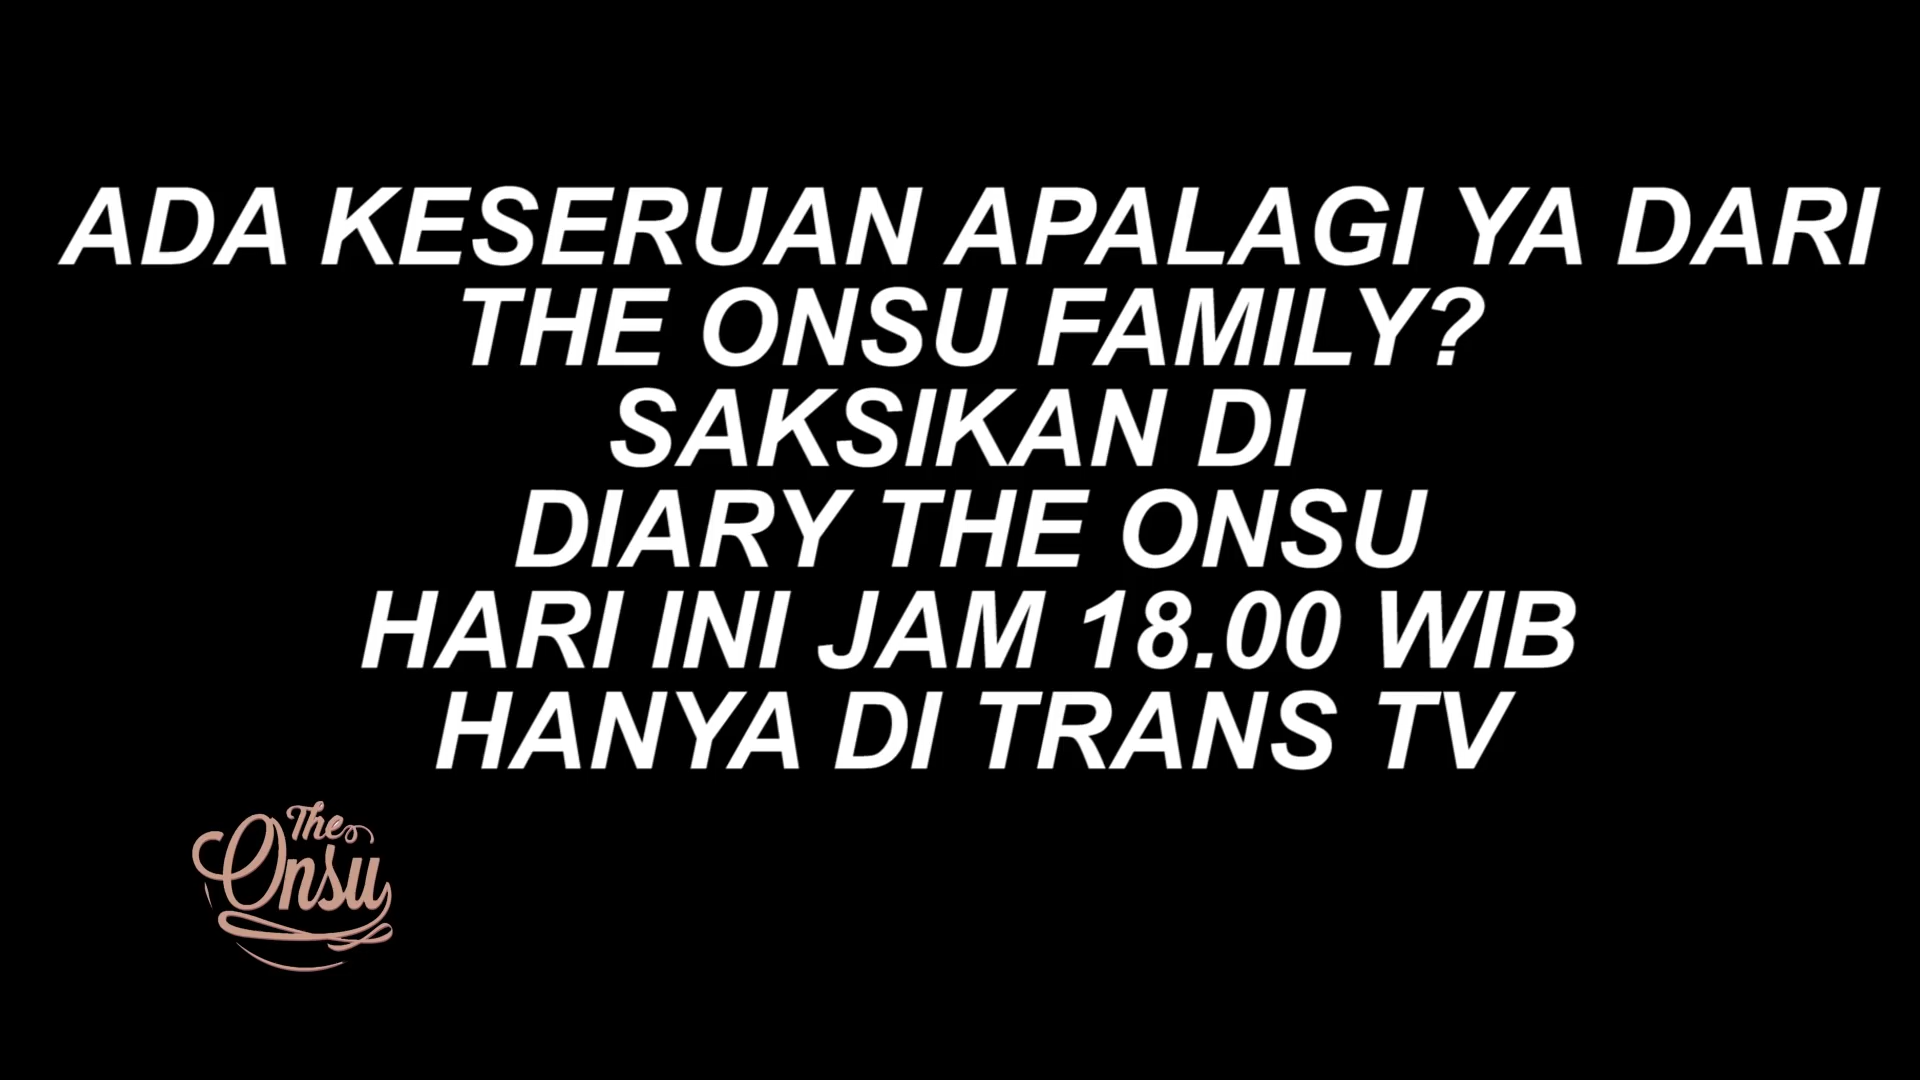 ADA KESERUAN APALAGI YA DARI
THE ONSU FAMILY?
SAKSIKAN DI
DIARY THE ONSU
HARI INI JAM 18.00 WIB
HANYA DI TRANS TV
The
Onsu